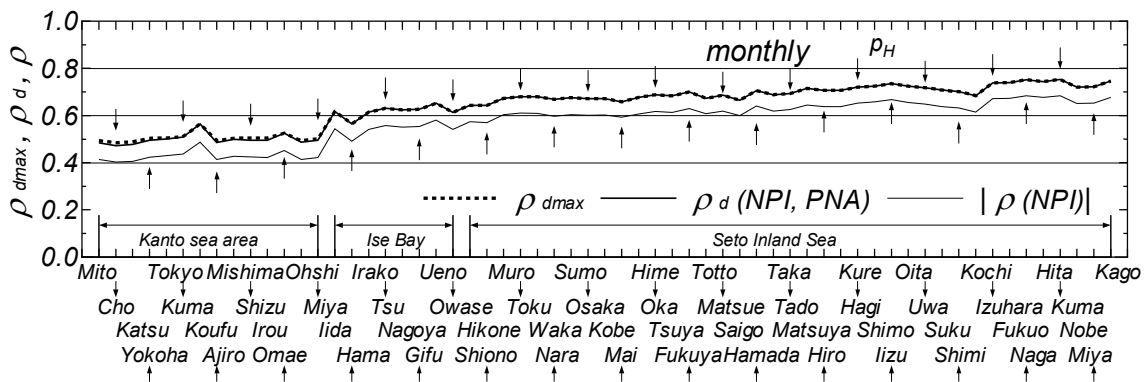 1.0
0.8
0.6
0.4
0.2
0.0
ρ dmax , ρ d , ρ
monthly p H
ρ dmax ρ d (NPI, PNA) | ρ (NPI)|
Kanto sea area Ise Bay Seto Inland Sea
Mito Tokyo Mishima Ohshi Irako Ueno Muro Sumo Hime Totto Taka Kure Oita Kochi Hita Kago
Cho Kuma Shizu Miya Tsu Owase Toku Osaka Oka Matsue Tado Hagi Uwa Izuhara Kuma
Katsu Koufu Irou Iida Nagoya Hikone Waka Kobe Tsuya Saigo Matsuya Shimo Suku Fukuo Nobe
Yokoha Ajiro Omae Hama Gifu Shiono Nara Mai Fukuya Hamada Hiro Iizu Shimi Naga Miya